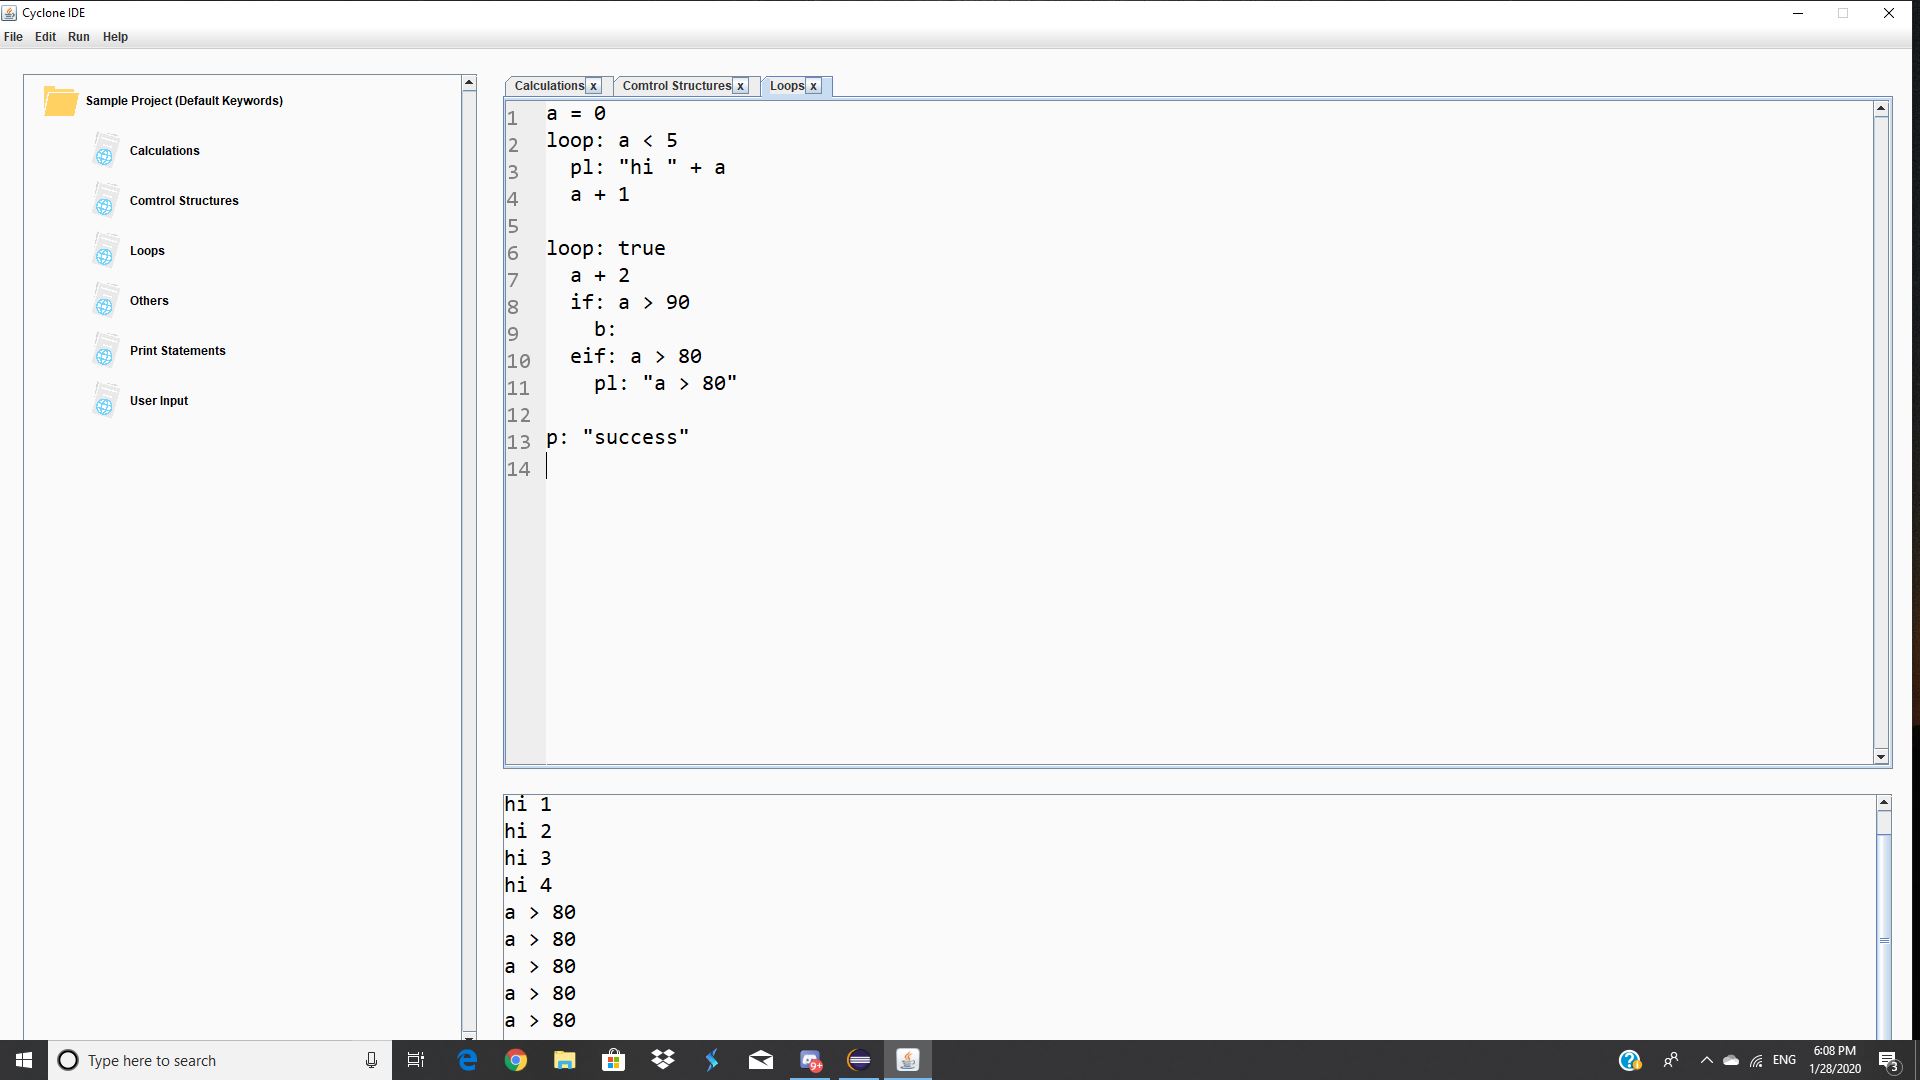 Cyclone IDE
File Edit Run Help
Sample Project (Default Keywords)
Calculations
Comtrol Structures
Loops
Others
Print Statements
User Input
Calculations x Comtrol Structures x Loops x
1 a = 0
2 loop: a < 5
3   pl: "hi " + a
4   a + 1
5
6 loop: true
7   a + 2
8   if: a > 90
9     b:
10   eif: a > 80
11     pl: "a > 80"
12
13 p: "success"
14
hi 1
hi 2
hi 3
hi 4
a > 80
a > 80
a > 80
a > 80
a > 80
Type here to search
9+
ENG
6:08 PM
1/28/2020
3